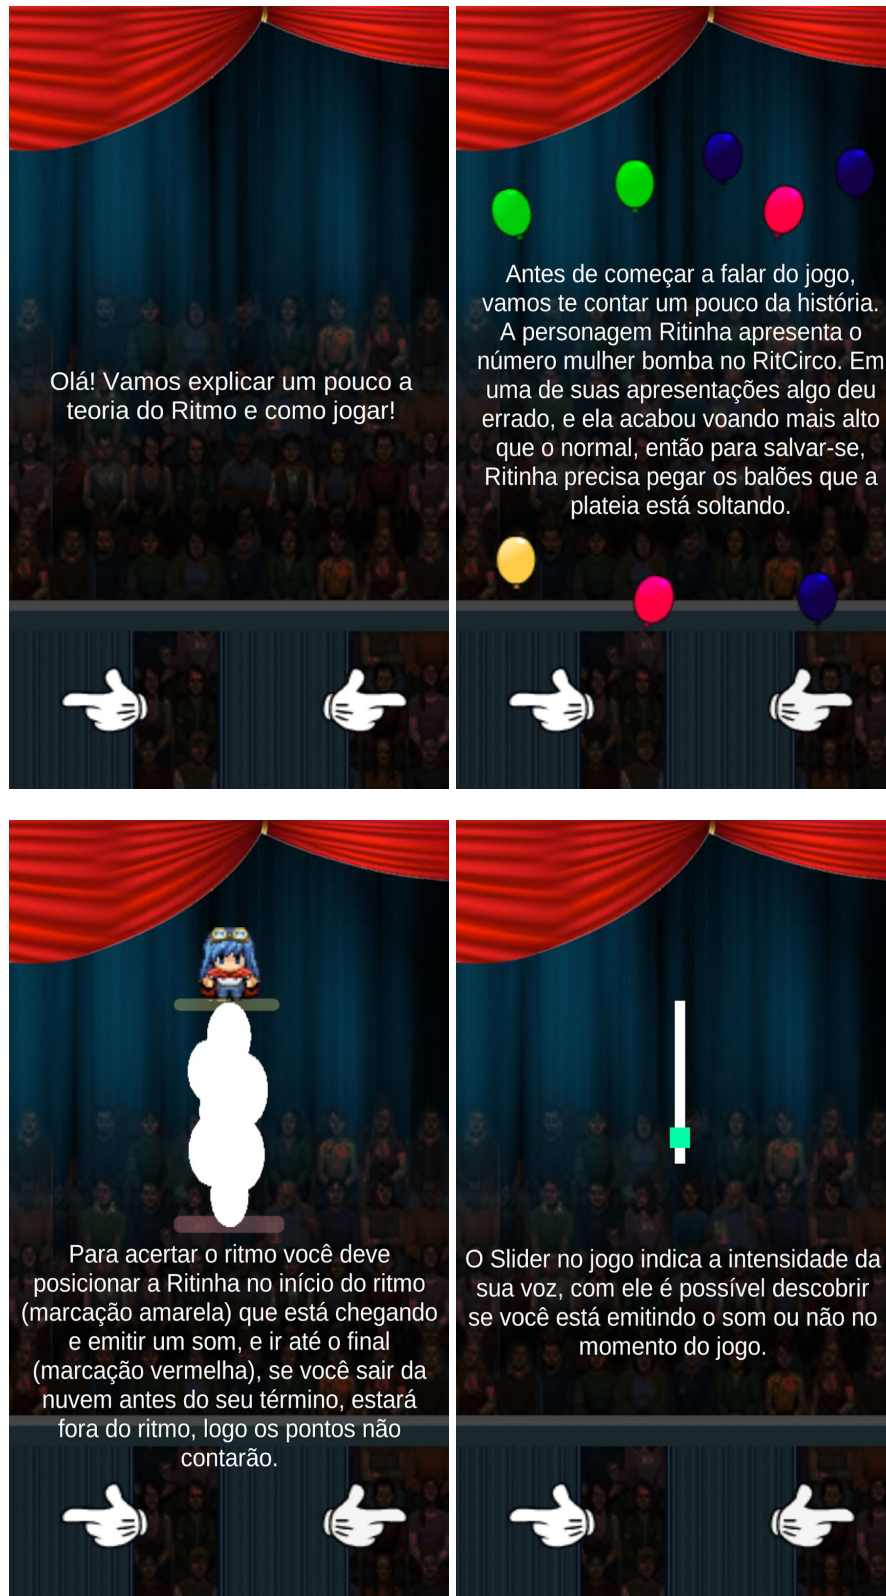 Olá! Vamos explicar um pouco a
teoria do Ritmo e como jogar!
Antes de começar a falar do jogo,
vamos te contar um pouco da história.
A personagem Ritinha apresenta o
número mulher bomba no RitCirco. Em
uma de suas apresentações algo deu
errado, e ela acabou voando mais alto
que o normal, então para salvar-se,
Ritinha precisa pegar os balões que a
plateia está soltando.
Para acertar o ritmo você deve
posicionar a Ritinha no início do ritmo
(marcação amarela) que está chegando
e emitir um som, e ir até o final
(marcação vermelha), se você sair da
nuvem antes do seu término, estará
fora do ritmo, logo os pontos não
contarão.
O Slider no jogo indica a intensidade da
sua voz, com ele é possível descobrir
se você está emitindo o som ou não no
momento do jogo.